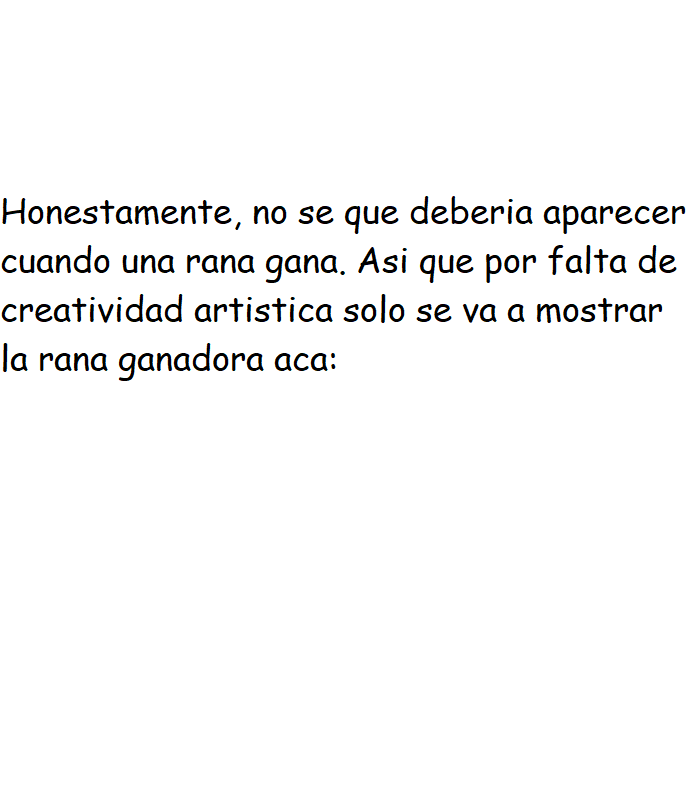 Honestamente, no se que deberia aparecer
cuando una rana gana. Asi que por falta de
creatividad artistica solo se va a mostrar
la rana ganadora aca: